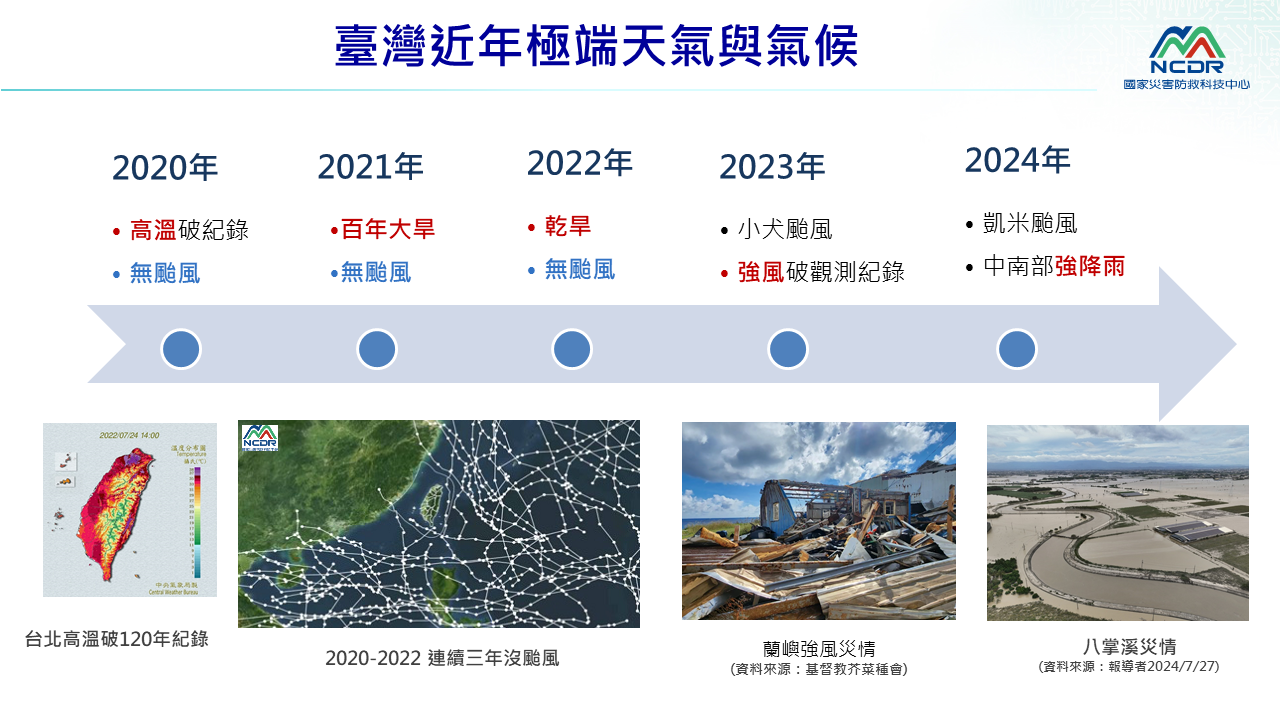 臺灣近年極端天氣與氣候
NCDR
國家災害防救科技中心
2020年
• 高溫破紀錄
• 無颱風
2021年
•百年大旱
•無颱風
2022年
• 乾旱
• 無颱風
2023年
• 小犬颱風
• 強風破觀測紀錄
2024年
• 凱米颱風
• 中南部強降雨
2022/07/24 14:00
溫度分布圖
Temperature
中央氣象局製
Central Weather Bureau
台北高溫破120年紀錄
NCDR
2020-2022 連續三年沒颱風
蘭嶼強風災情
(資料來源：基督教芥菜種會)
八掌溪災情
(資料來源：報導者2024/7/27)